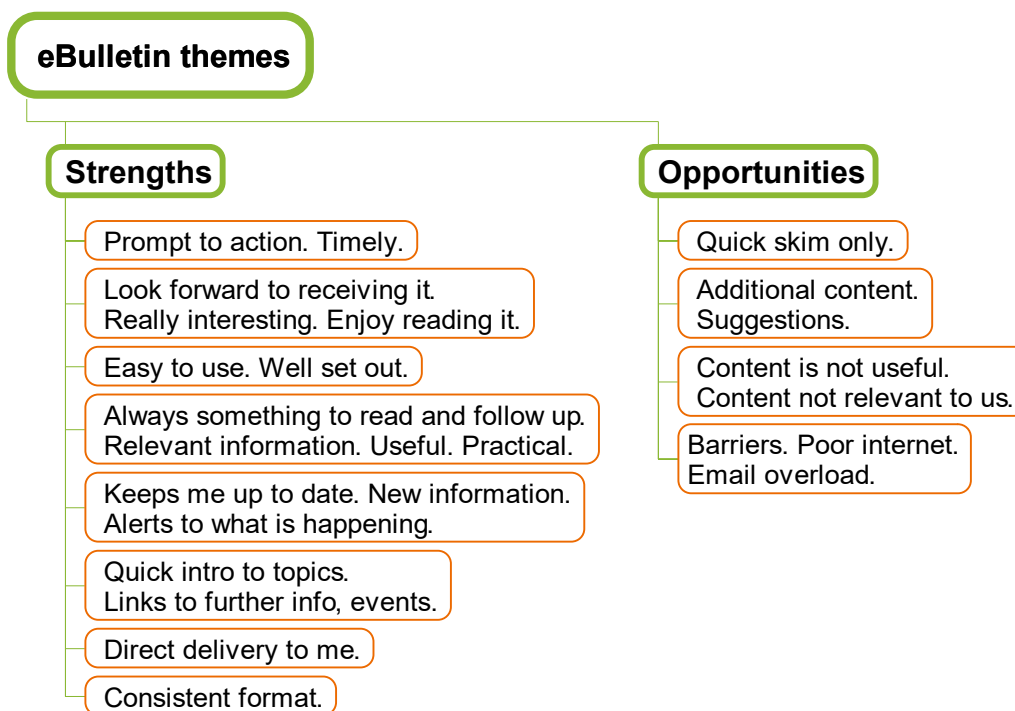 eBulletin themes
Strengths
Prompt to action. Timely.
Look forward to receiving it.
Really interesting. Enjoy reading it.
Easy to use. Well set out.
Always something to read and follow up.
Relevant information. Useful. Practical.
Keeps me up to date. New information.
Alerts to what is happening.
Quick intro to topics.
Links to further info, events.
Direct delivery to me.
Consistent format.
Opportunities
Quick skim only.
Additional content.
Suggestions.
Content is not useful.
Content not relevant to us.
Barriers. Poor internet.
Email overload.